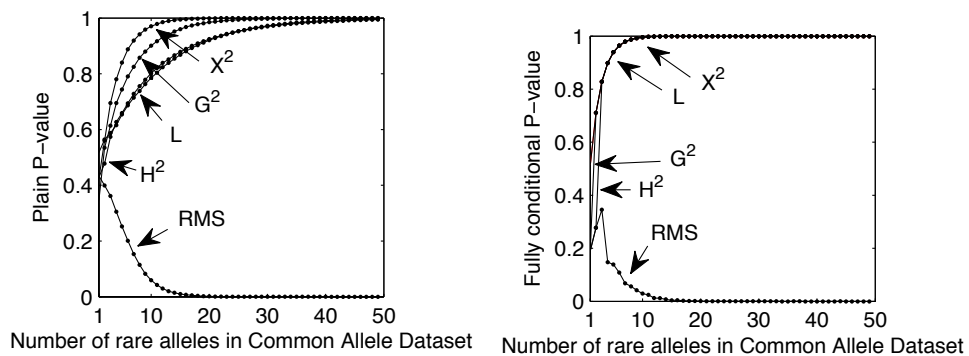 Plain P−value
1
0.8
0.6
0.4
0.2
0
X²
G²
L
H²
RMS
1 10 20 30 40 50
Number of rare alleles in Common Allele Dataset
Fully conditional P−value
1
0.8
0.6
0.4
0.2
0
X²
L
G²
H²
RMS
1 10 20 30 40 50
Number of rare alleles in Common Allele Dataset